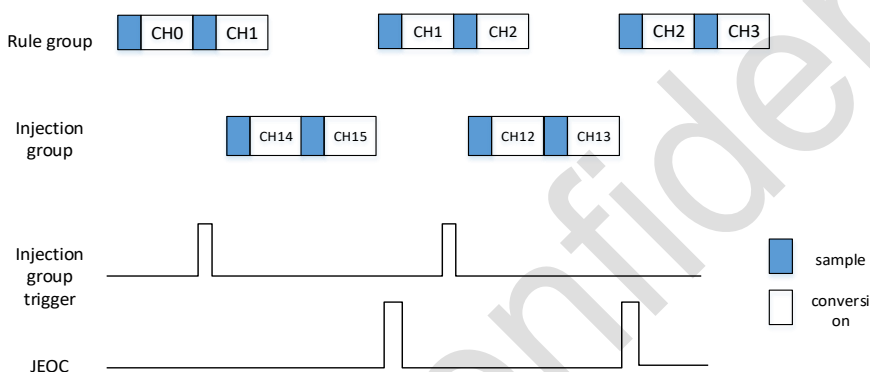 Rule group
CH0
CH1
CH1
CH2
CH2
CH3
Injection
group
CH14
CH15
CH12
CH13
Injection
group
trigger
sample
conversi
on
JEOC
onfider